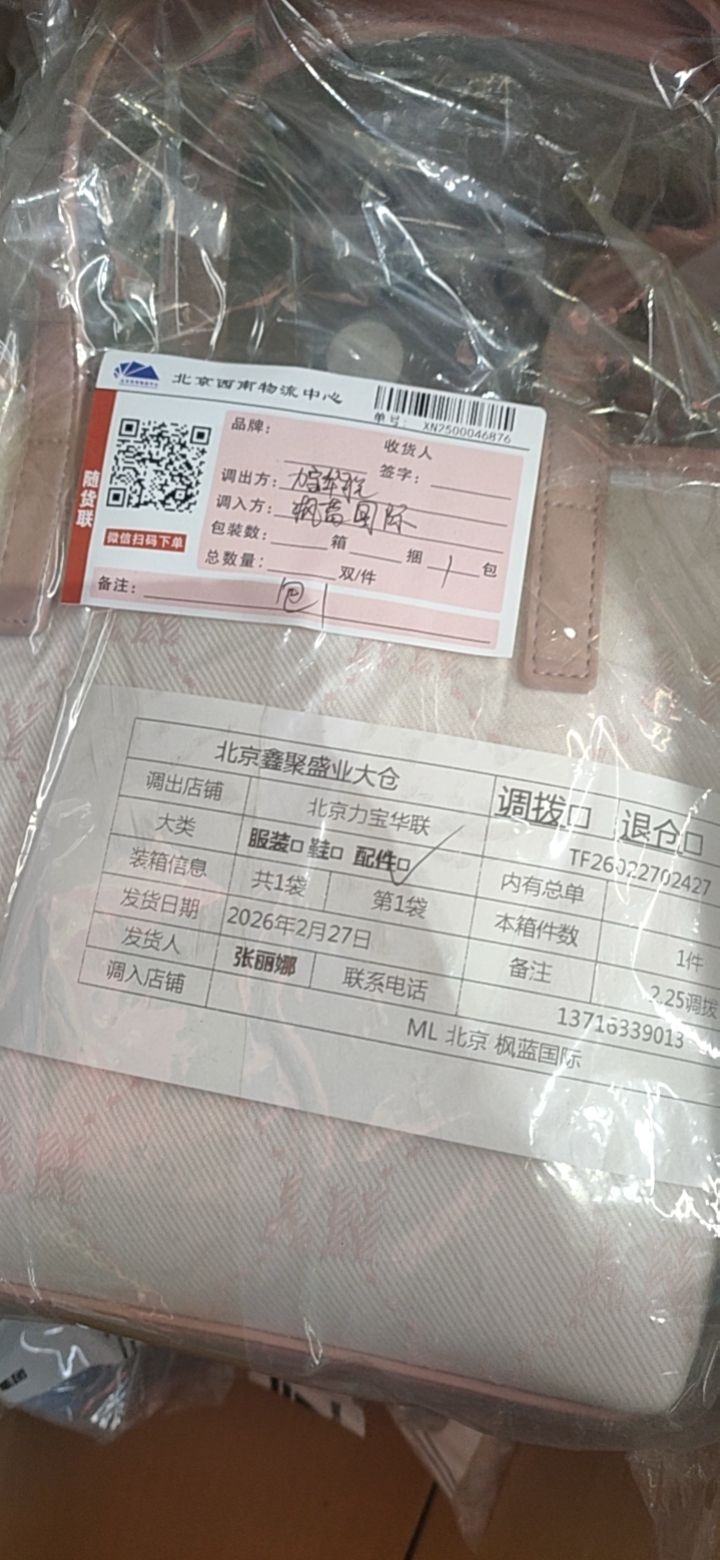 北京西南物流中心
单号: XN2500046876
随货联
微信扫码下单
品牌:
收货人
签字:
调出方: 力宝华联
调入方: 枫蓝国际
包装数: 箱 捆 1 包
总数量: 双/件
备注: 包1
北京鑫聚盛业大仓 调拨□ 退仓□
调出店铺 北京力宝华联 TF26022702427
大类 服装□ 鞋□ 配件□ 内有总单
装箱信息 共1袋 第1袋 本箱件数 1件
发货日期 2026年2月27日 备注 2.25调拨
发货人 张丽娜 联系电话 13716339013
调入店铺 ML 北京 枫蓝国际